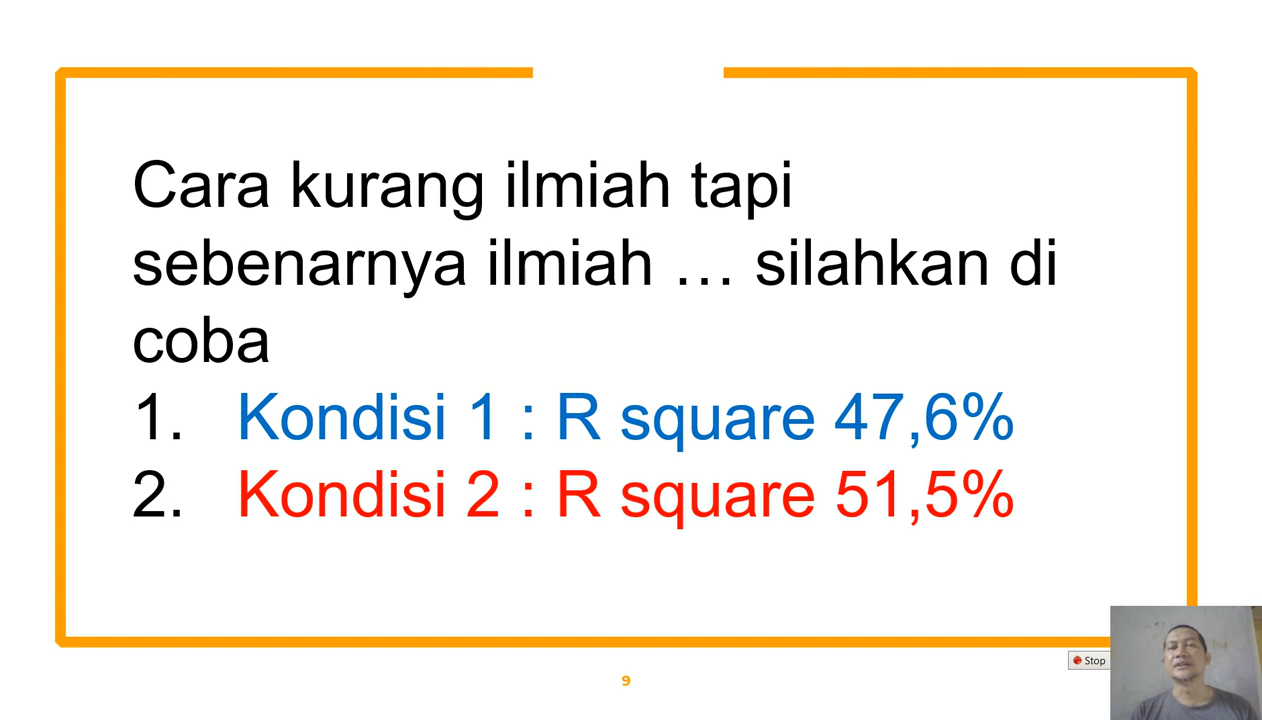 Cara kurang ilmiah tapi
sebenarnya ilmiah … silahkan di
coba
1. Kondisi 1 : R square 47,6%
2. Kondisi 2 : R square 51,5%
Stop
9